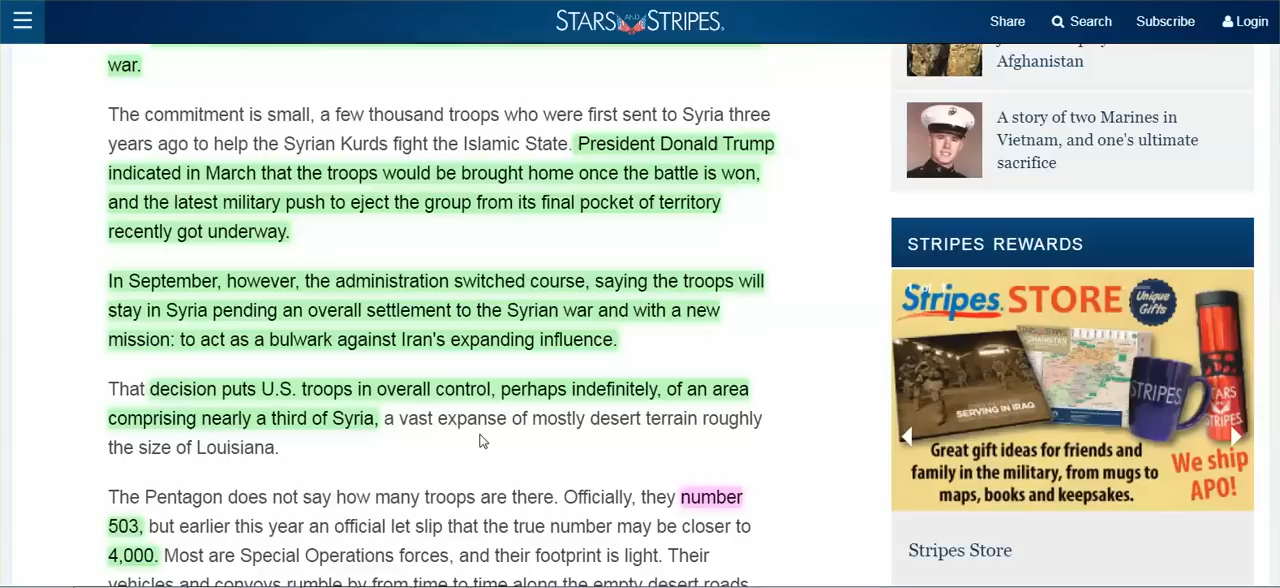 STARS AND STRIPES.
Share
Search
Subscribe
Login
war.
The commitment is small, a few thousand troops who were first sent to Syria three
years ago to help the Syrian Kurds fight the Islamic State. President Donald Trump
indicated in March that the troops would be brought home once the battle is won,
and the latest military push to eject the group from its final pocket of territory
recently got underway.
In September, however, the administration switched course, saying the troops will
stay in Syria pending an overall settlement to the Syrian war and with a new
mission: to act as a bulwark against Iran's expanding influence.
That decision puts U.S. troops in overall control, perhaps indefinitely, of an area
comprising nearly a third of Syria, a vast expanse of mostly desert terrain roughly
the size of Louisiana.
The Pentagon does not say how many troops are there. Officially, they number
503, but earlier this year an official let slip that the true number may be closer to
4,000. Most are Special Operations forces, and their footprint is light. Their
vehicles and convoys rumble by from time to time along the empty desert roads
Afghanistan
A story of two Marines in
Vietnam, and one's ultimate
sacrifice
STRIPES REWARDS
Stripes. STORE
Unique
Gifts
SERVING IN IRAQ
STRIPES
STARS
AND
STRIPES
Great gift ideas for friends and
family in the military, from mugs to
maps, books and keepsakes.
We ship
APO!
Stripes Store